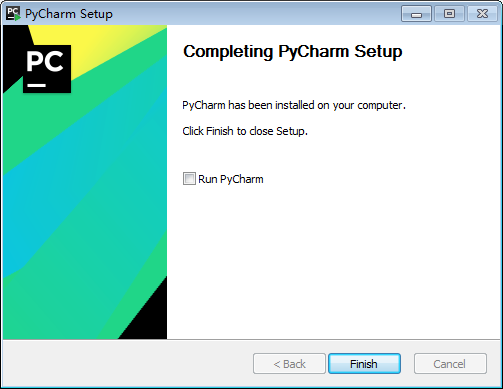 PyCharm Setup
PC
Completing PyCharm Setup
PyCharm has been installed on your computer.
Click Finish to close Setup.
Run PyCharm
< Back
Finish
Cancel